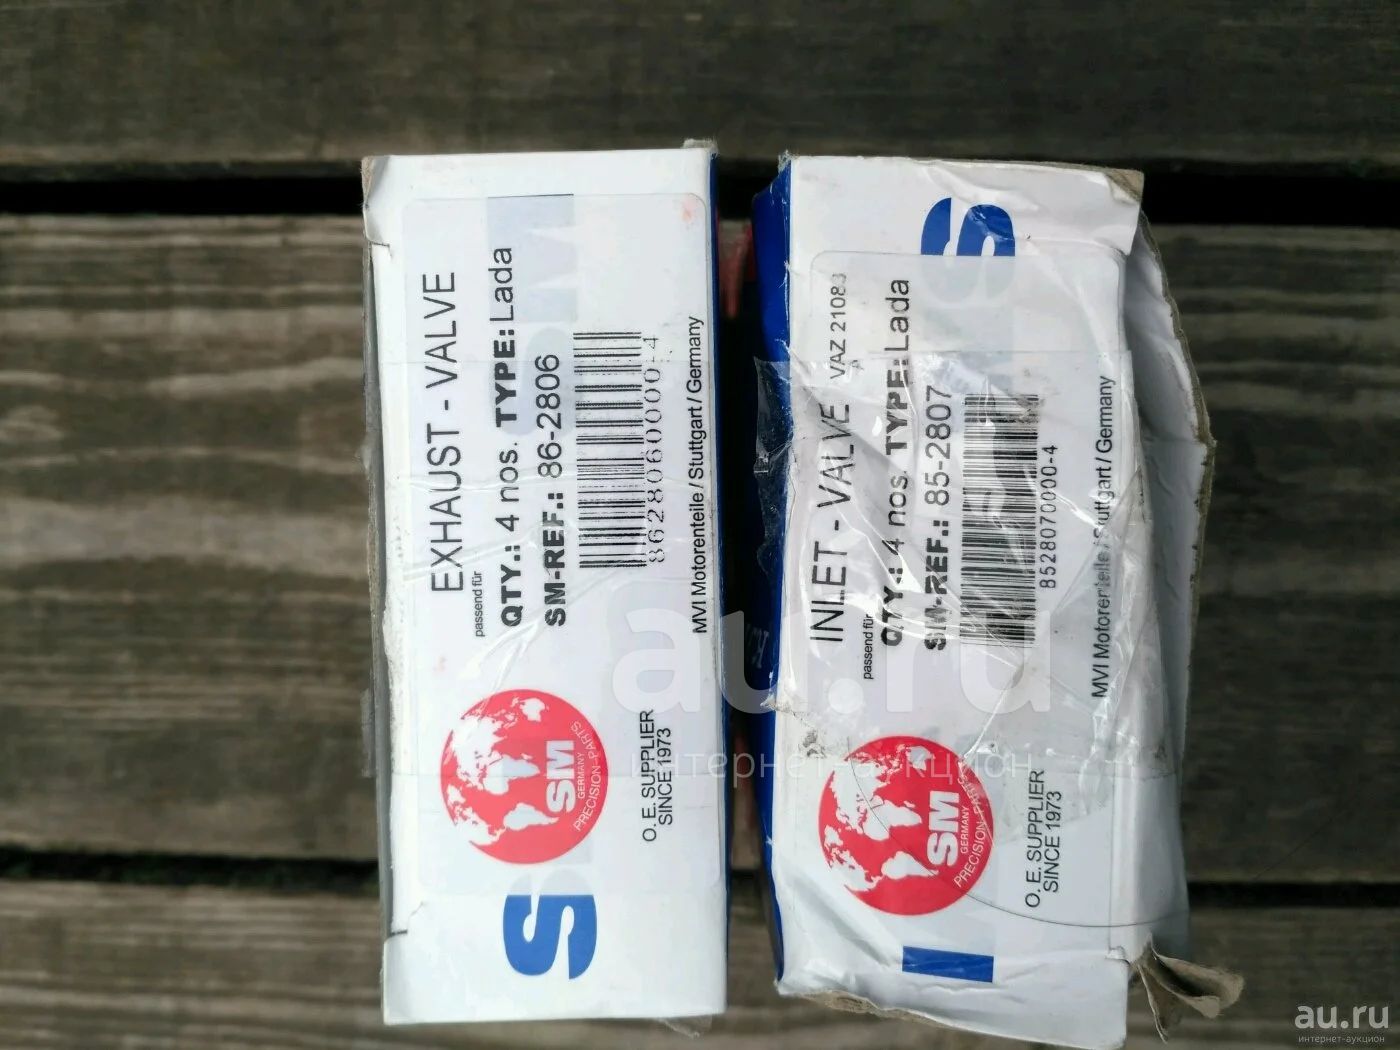 EXHAUST - VALVE
passend für
QTY.: 4 nos. TYPE: Lada
SM-REF.: 86-2806
8628060000-4
MVI Motorenteile / Stuttgart / Germany
SM
GERMANY
PRECISION-PARTS
O. E. SUPPLIER
SINCE 1973
S
INLET - VALVE VAZ 21083
passend für
QTY.: 4 nos. TYPE: Lada
SM-REF.: 85-2807
8528070000-4
MVI Motorenteile / Stuttgart / Germany
SM
GERMANY
PRECISION-PARTS
O. E. SUPPLIER
SINCE 1973
S
au.ru
интернет-аукцион
au.ru
интернет-аукцион